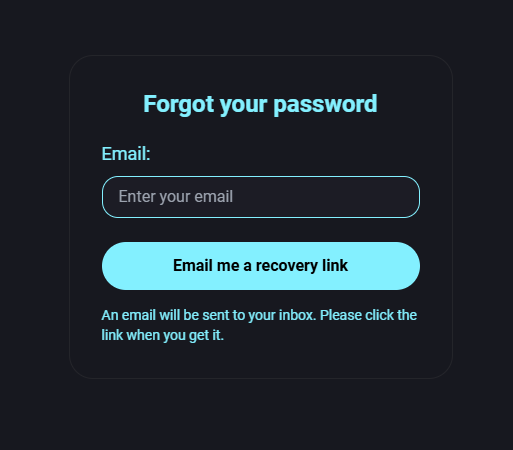 Forgot your password
Email:
Enter your email
Email me a recovery link
An email will be sent to your inbox. Please click the
link when you get it.